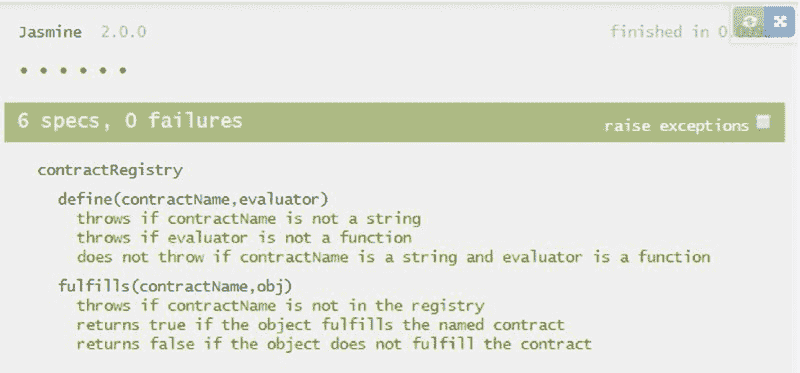 Jasmine 2.0.0
finished in 0.00
6 specs, 0 failures
raise exceptions
contractRegistry
define(contractName,evaluator)
throws if contractName is not a string
throws if evaluator is not a function
does not throw if contractName is a string and evaluator is a function
fulfills(contractName,obj)
throws if contractName is not in the registry
returns true if the object fulfills the named contract
returns false if the object does not fulfill the contract